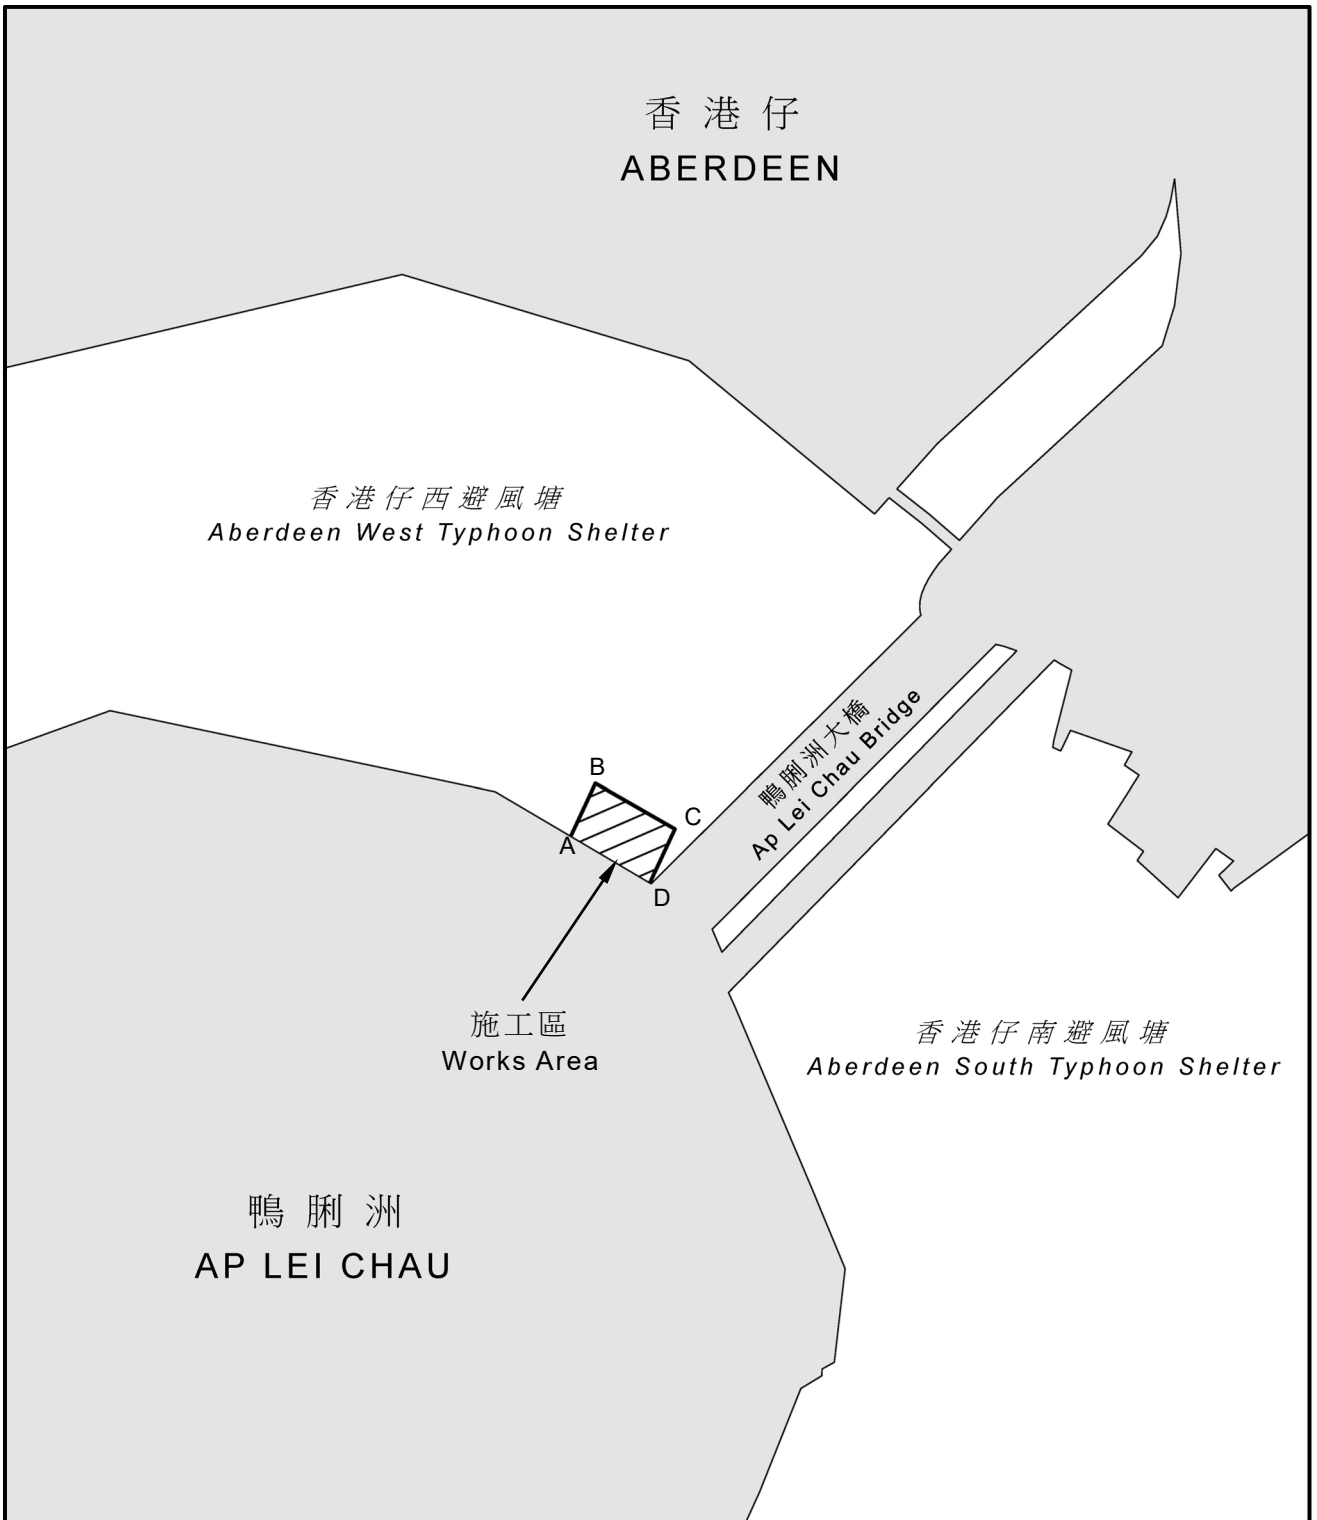 香港仔
ABERDEEN
香港仔西避風塘
Aberdeen West Typhoon Shelter
鴨脷洲大橋
Ap Lei Chau Bridge
B
C
A
D
施工區
Works Area
香港仔南避風塘
Aberdeen South Typhoon Shelter
鴨脷洲
AP LEI CHAU